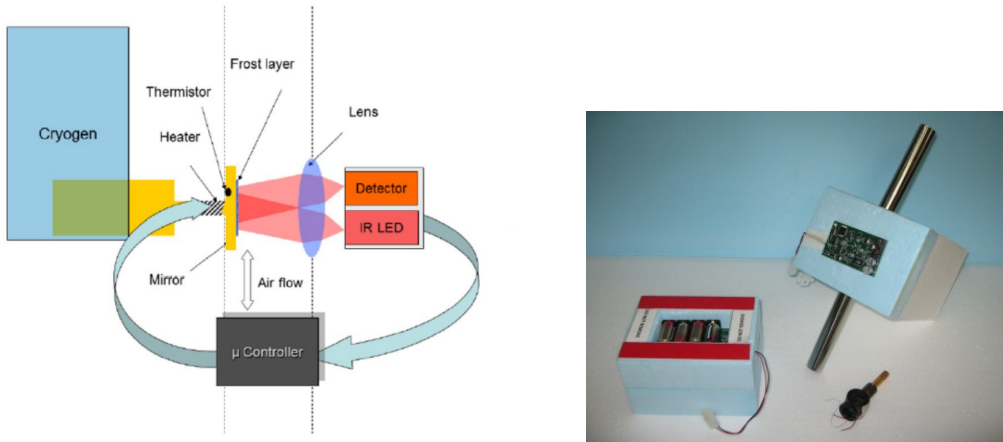 Frost layer
Thermistor
Lens
Heater
Cryogen
Detector
IR LED
Mirror
Air flow
µ Controller